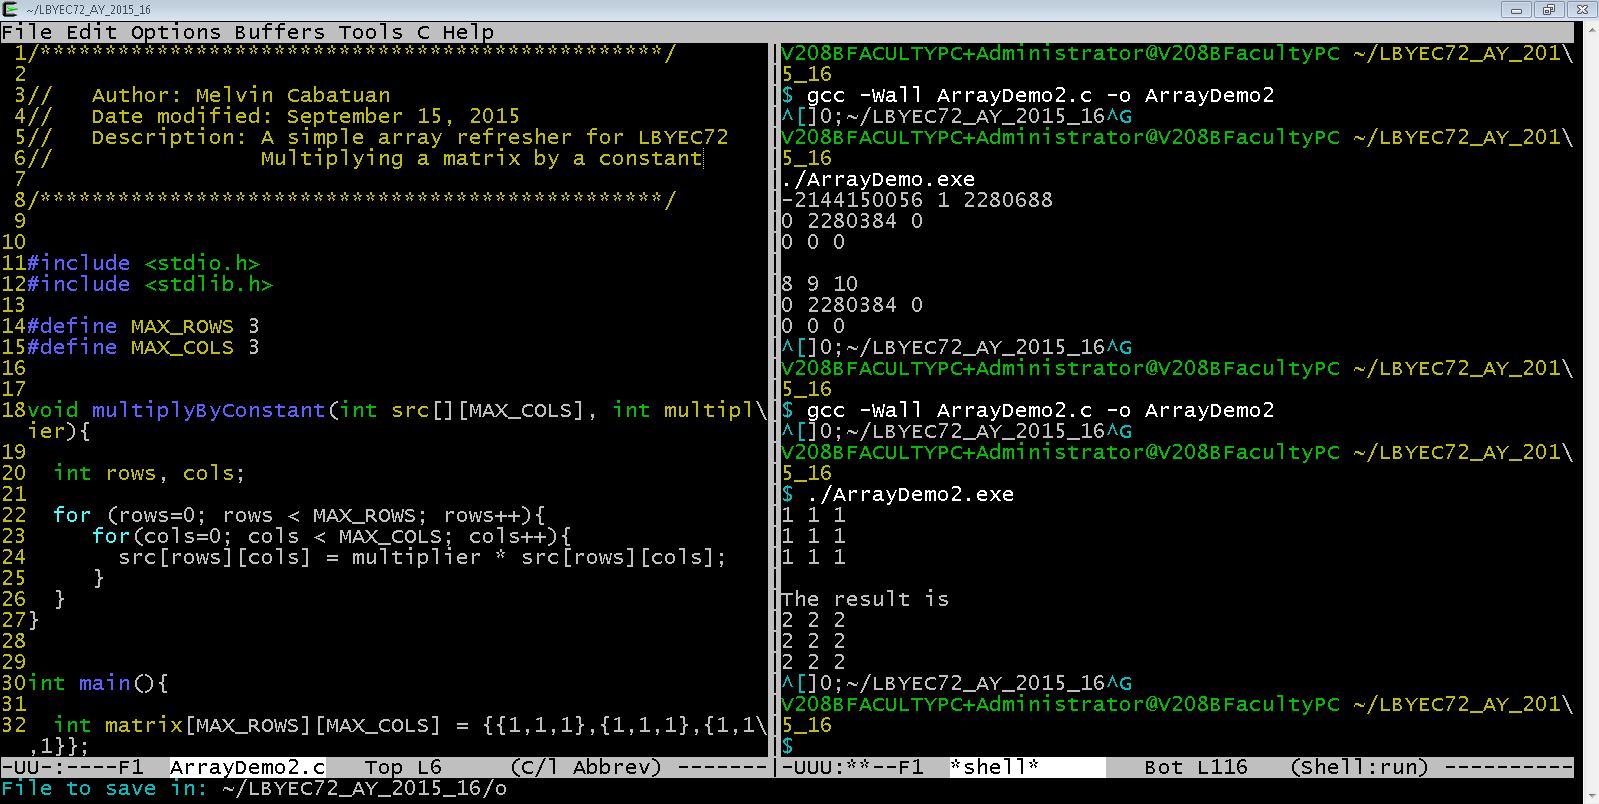 ~/LBYEC72_AY_2015_16
File Edit Options Buffers Tools C Help
1/************************************************/
2
3//   Author: Melvin Cabatuan
4//   Date modified: September 15, 2015
5//   Description: A simple array refresher for LBYEC72
6//                Multiplying a matrix by a constant
7
8/************************************************/
9
10
11#include <stdio.h>
12#include <stdlib.h>
13
14#define MAX_ROWS 3
15#define MAX_COLS 3
16
17
18void multiplyByConstant(int src[][MAX_COLS], int multipl\
ier){
19
20  int rows, cols;
21
22  for (rows=0; rows < MAX_ROWS; rows++){
23     for(cols=0; cols < MAX_COLS; cols++){
24       src[rows][cols] = multiplier * src[rows][cols];
25     }
26  }
27}
28
29
30int main(){
31
32  int matrix[MAX_ROWS][MAX_COLS] = {{1,1,1},{1,1,1},{1,1\
,1}};
-UU-:----F1  ArrayDemo2.c   Top L6     (C/l Abbrev) -------
V208BFACULTYPC+Administrator@V208BFacultyPC ~/LBYEC72_AY_201\
5_16
$ gcc -Wall ArrayDemo2.c -o ArrayDemo2
^[]0;~/LBYEC72_AY_2015_16^G
V208BFACULTYPC+Administrator@V208BFacultyPC ~/LBYEC72_AY_201\
5_16
./ArrayDemo.exe
-2144150056 1 2280688
0 2280384 0
0 0 0

8 9 10
0 2280384 0
0 0 0
^[]0;~/LBYEC72_AY_2015_16^G
V208BFACULTYPC+Administrator@V208BFacultyPC ~/LBYEC72_AY_201\
5_16
$ gcc -Wall ArrayDemo2.c -o ArrayDemo2
^[]0;~/LBYEC72_AY_2015_16^G
V208BFACULTYPC+Administrator@V208BFacultyPC ~/LBYEC72_AY_201\
5_16
$ ./ArrayDemo2.exe
1 1 1
1 1 1
1 1 1

The result is
2 2 2
2 2 2
2 2 2
^[]0;~/LBYEC72_AY_2015_16^G
V208BFACULTYPC+Administrator@V208BFacultyPC ~/LBYEC72_AY_201\
5_16
$
-UUU:**--F1  *shell*        Bot L116   (Shell:run) ----------
File to save in: ~/LBYEC72_AY_2015_16/o